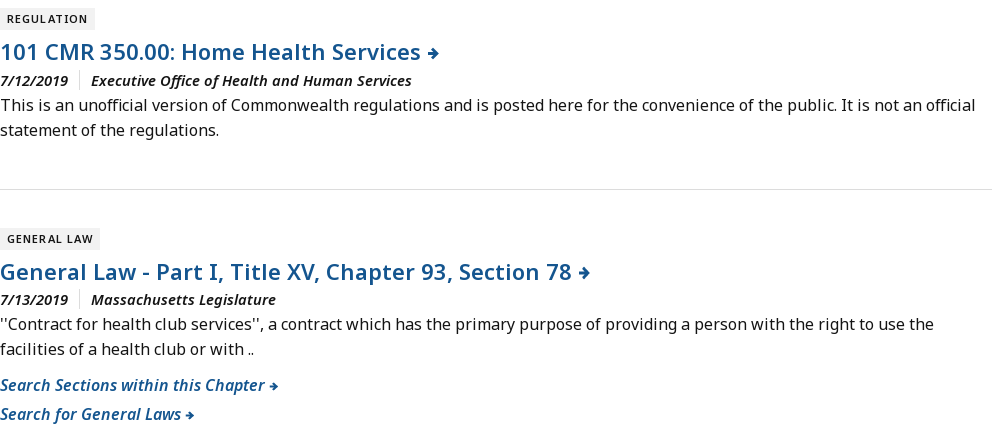 REGULATION
101 CMR 350.00: Home Health Services
7/12/2019 Executive Office of Health and Human Services
This is an unofficial version of Commonwealth regulations and is posted here for the convenience of the public. It is not an official
statement of the regulations.
GENERAL LAW
General Law - Part I, Title XV, Chapter 93, Section 78
7/13/2019 Massachusetts Legislature
''Contract for health club services'', a contract which has the primary purpose of providing a person with the right to use the
facilities of a health club or with ..
Search Sections within this Chapter
Search for General Laws